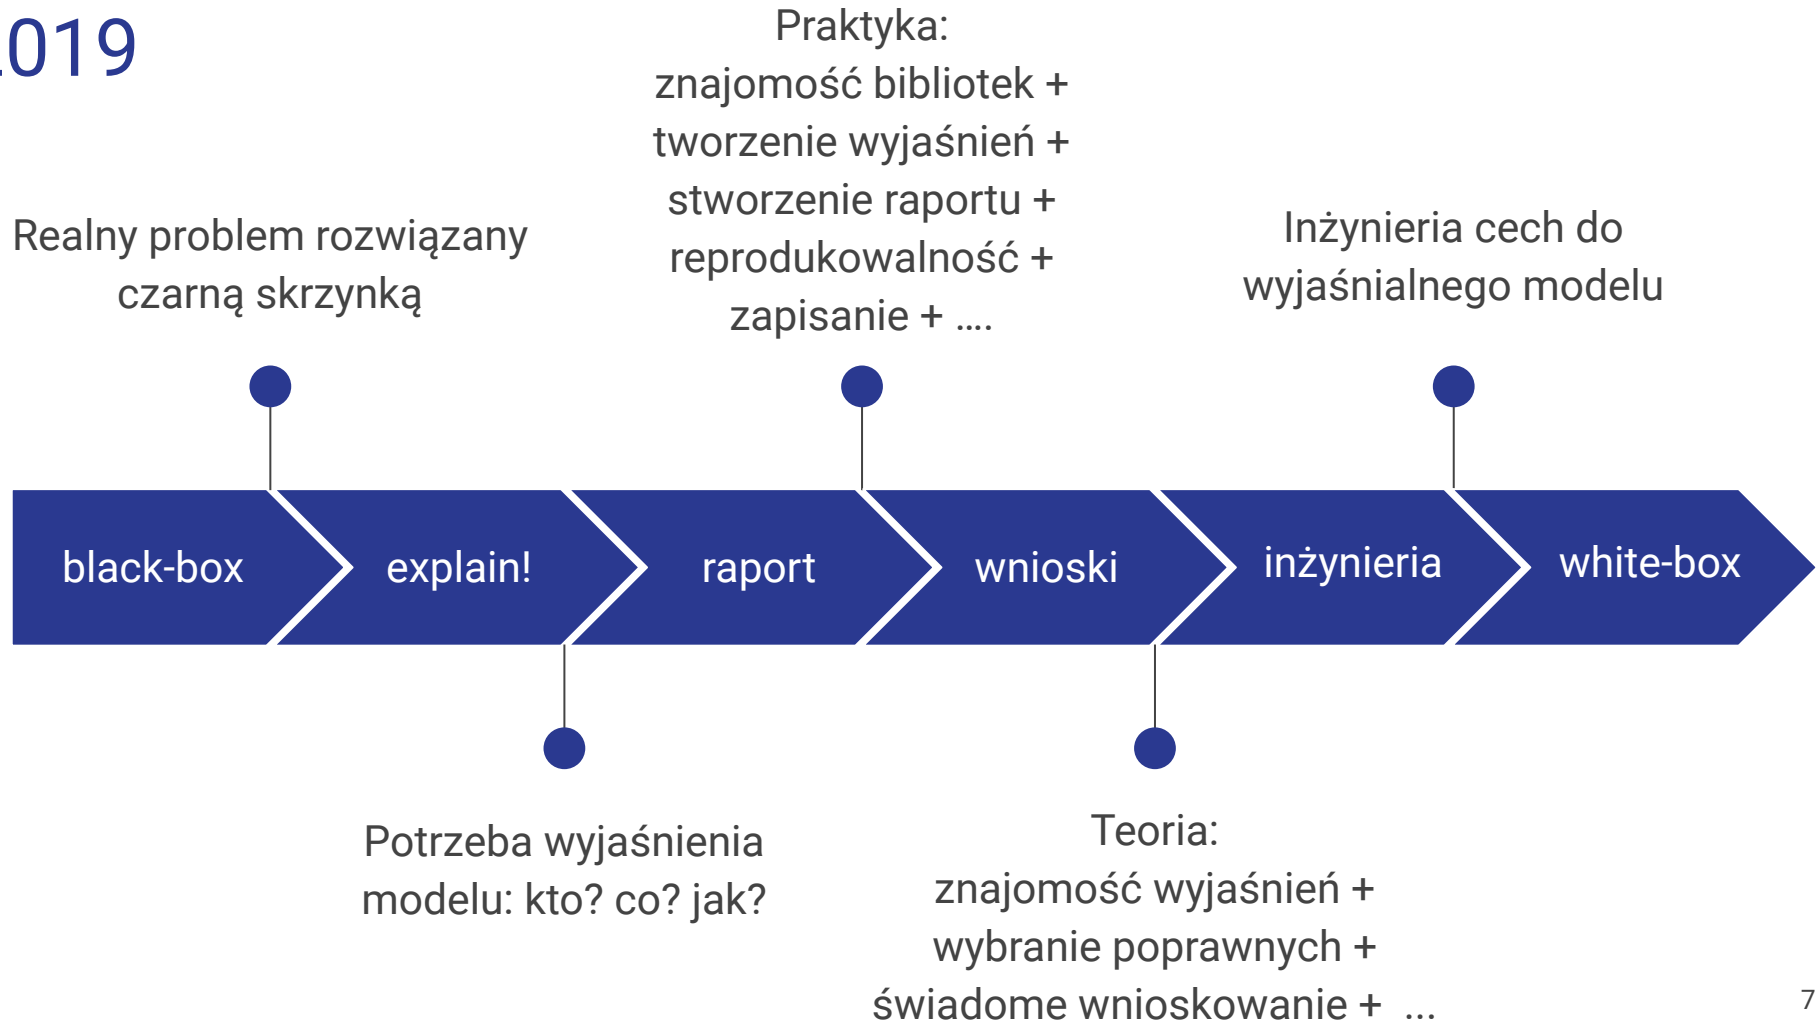 019
Praktyka:
znajomość bibliotek +
tworzenie wyjaśnień +
stworzenie raportu +
reprodukowalność +
zapisanie + ....
Realny problem rozwiązany
czarną skrzynką
Inżynieria cech do
wyjaśnialnego modelu
black-box
explain!
raport
wnioski
inżynieria
white-box
Potrzeba wyjaśnienia
modelu: kto? co? jak?
Teoria:
znajomość wyjaśnień +
wybranie poprawnych +
świadome wnioskowanie + ...
7